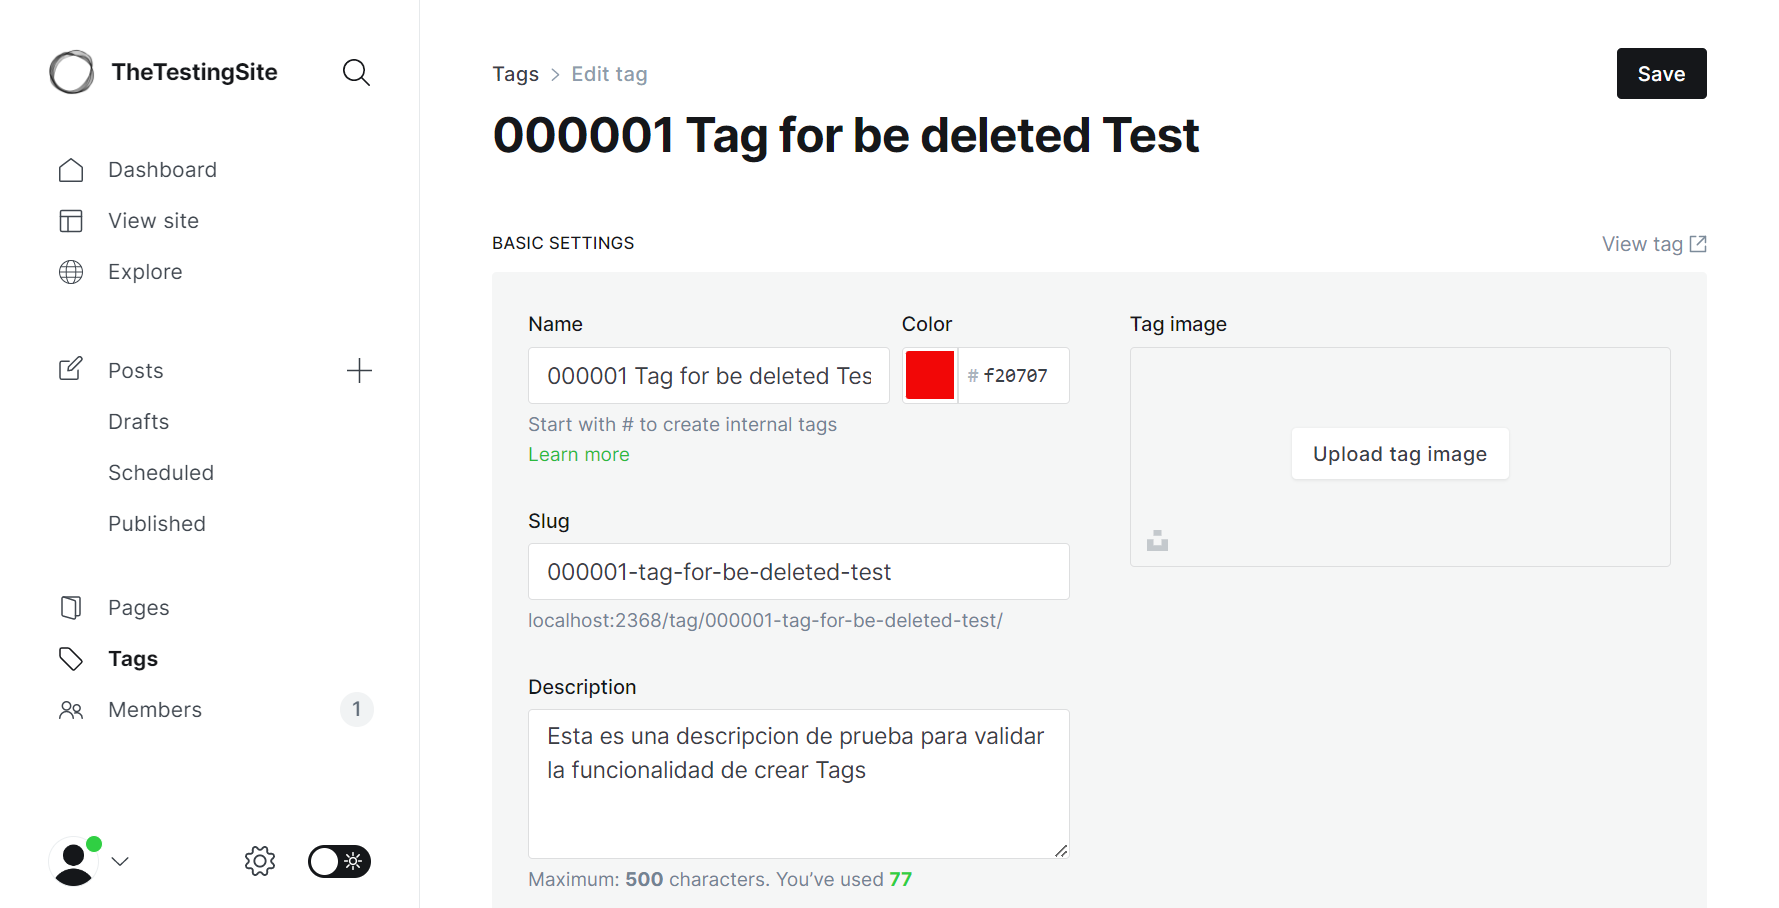 TheTestingSite
Dashboard
View site
Explore
Posts
Drafts
Scheduled
Published
Pages
Tags
Members
1
Tags > Edit tag
Save
000001 Tag for be deleted Test
BASIC SETTINGS
View tag
Name
000001 Tag for be deleted Tes
Start with # to create internal tags
Learn more
Color
# f20707
Slug
000001-tag-for-be-deleted-test
localhost:2368/tag/000001-tag-for-be-deleted-test/
Description
Esta es una descripcion de prueba para validar
la funcionalidad de crear Tags
Maximum: 500 characters. You’ve used 77
Tag image
Upload tag image